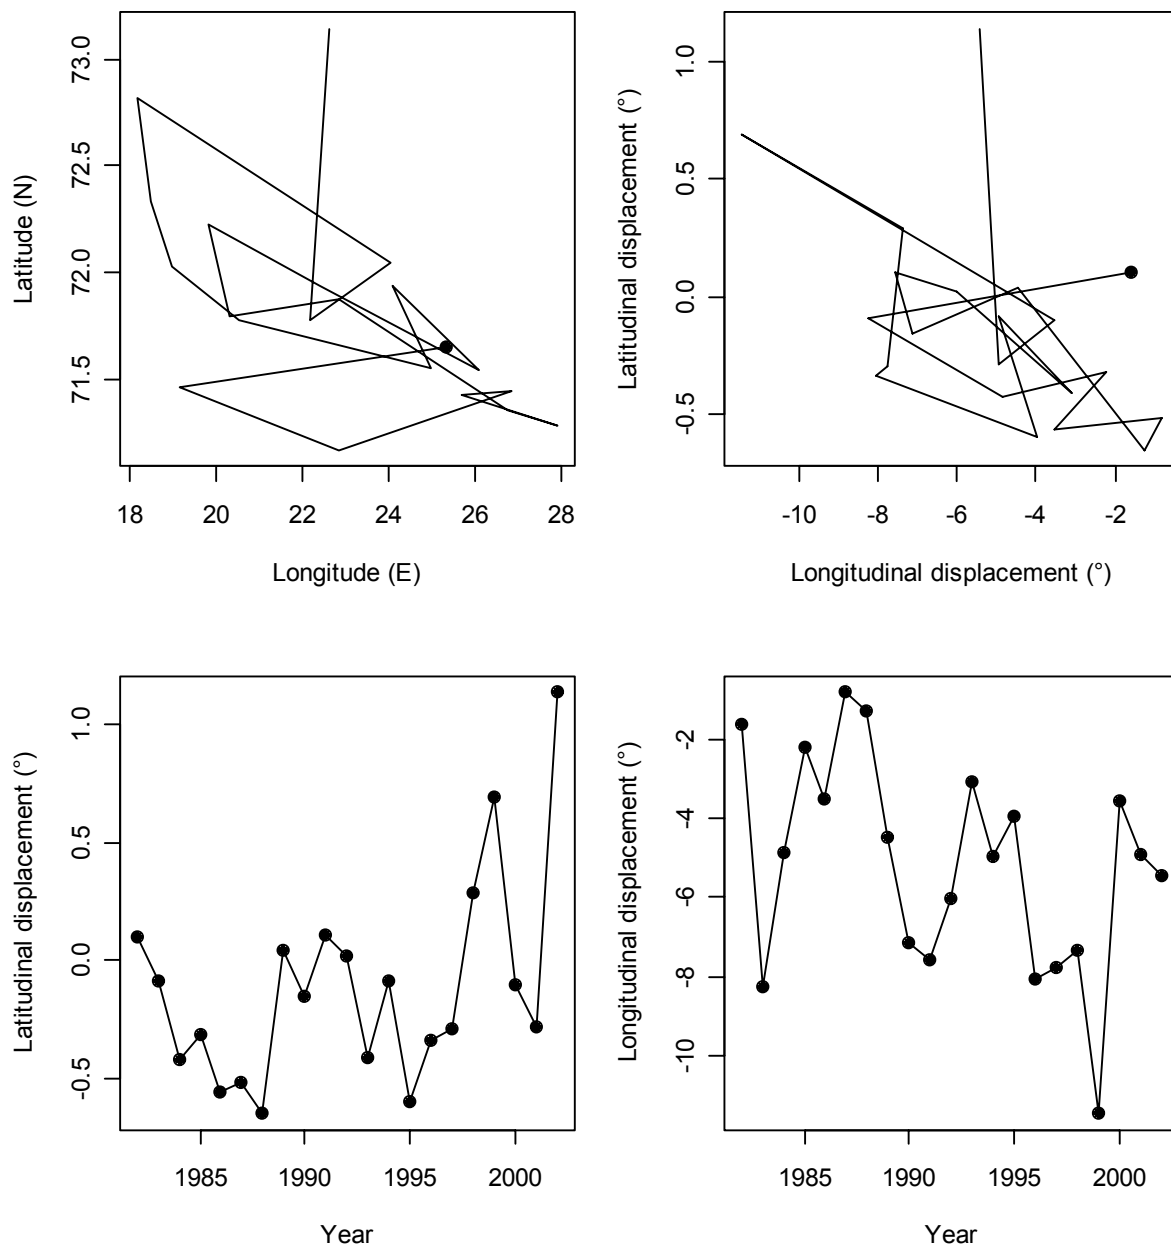 73.0
72.5
72.0
71.5
Latitude (N)
18 20 22 24 26 28
Longitude (E)
1.0
0.5
0.0
-0.5
Latitudinal displacement (°)
-10 -8 -6 -4 -2
Longitudinal displacement (°)
1.0
0.5
0.0
-0.5
Latitudinal displacement (°)
1985 1990 1995 2000
Year
-2
-4
-6
-8
-10
Longitudinal displacement (°)
1985 1990 1995 2000
Year